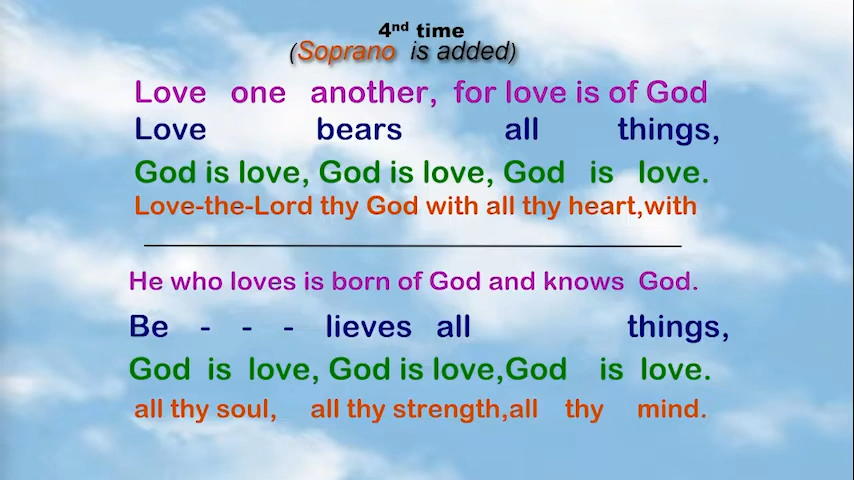 4nd time
(Soprano is added)
Love one another, for love is of God
Love bears all things,
God is love, God is love, God is love.
Love-the-Lord thy God with all thy heart,with
He who loves is born of God and knows God.
Be - - - lieves all things,
God is love, God is love,God is love.
all thy soul, all thy strength,all thy mind.